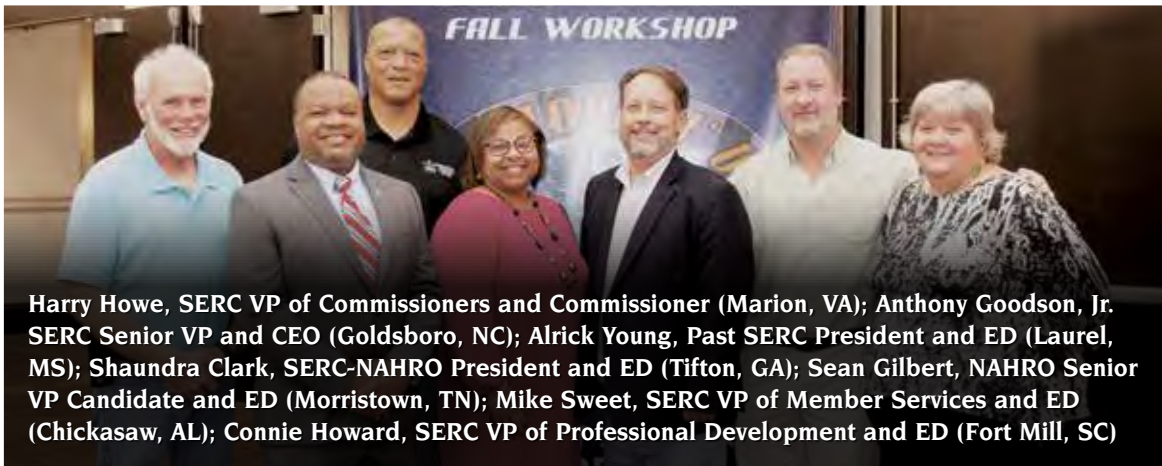 FALL WORKSHOP
Harry Howe, SERC VP of Commissioners and Commissioner (Marion, VA); Anthony Goodson, Jr.
SERC Senior VP and CEO (Goldsboro, NC); Alrick Young, Past SERC President and ED (Laurel,
MS); Shaundra Clark, SERC-NAHRO President and ED (Tifton, GA); Sean Gilbert, NAHRO Senior
VP Candidate and ED (Morristown, TN); Mike Sweet, SERC VP of Member Services and ED
(Chickasaw, AL); Connie Howard, SERC VP of Professional Development and ED (Fort Mill, SC)